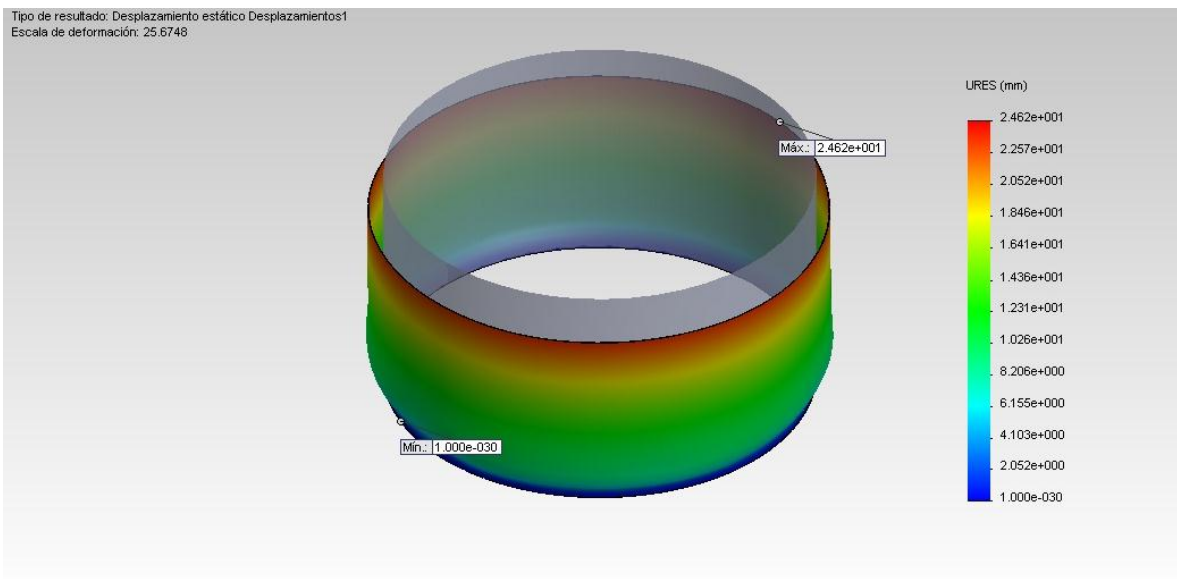 Tipo de resultado: Desplazamiento estático Desplazamientos1
Escala de deformación: 25.6748
URES (mm)
2.462e+001
2.257e+001
2.052e+001
1.846e+001
1.641e+001
1.436e+001
1.231e+001
1.026e+001
8.206e+000
6.155e+000
4.103e+000
2.052e+000
1.000e-030
Máx.: 2.462e+001
Mín.: 1.000e-030